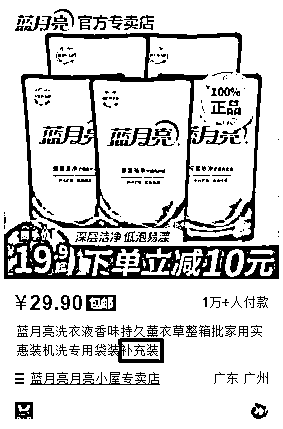 蓝月亮 官方专卖店
100%
正品
蓝月亮
蓝月亮
蓝月亮
深层洁净 低泡易漂
19.9
下单立减10元
¥29.90 包邮
1万+人付款
蓝月亮洗衣液香味持久薰衣草整箱批家用实
惠装机洗专用袋装补充装
蓝月亮月亮小屋专卖店
广东 广州